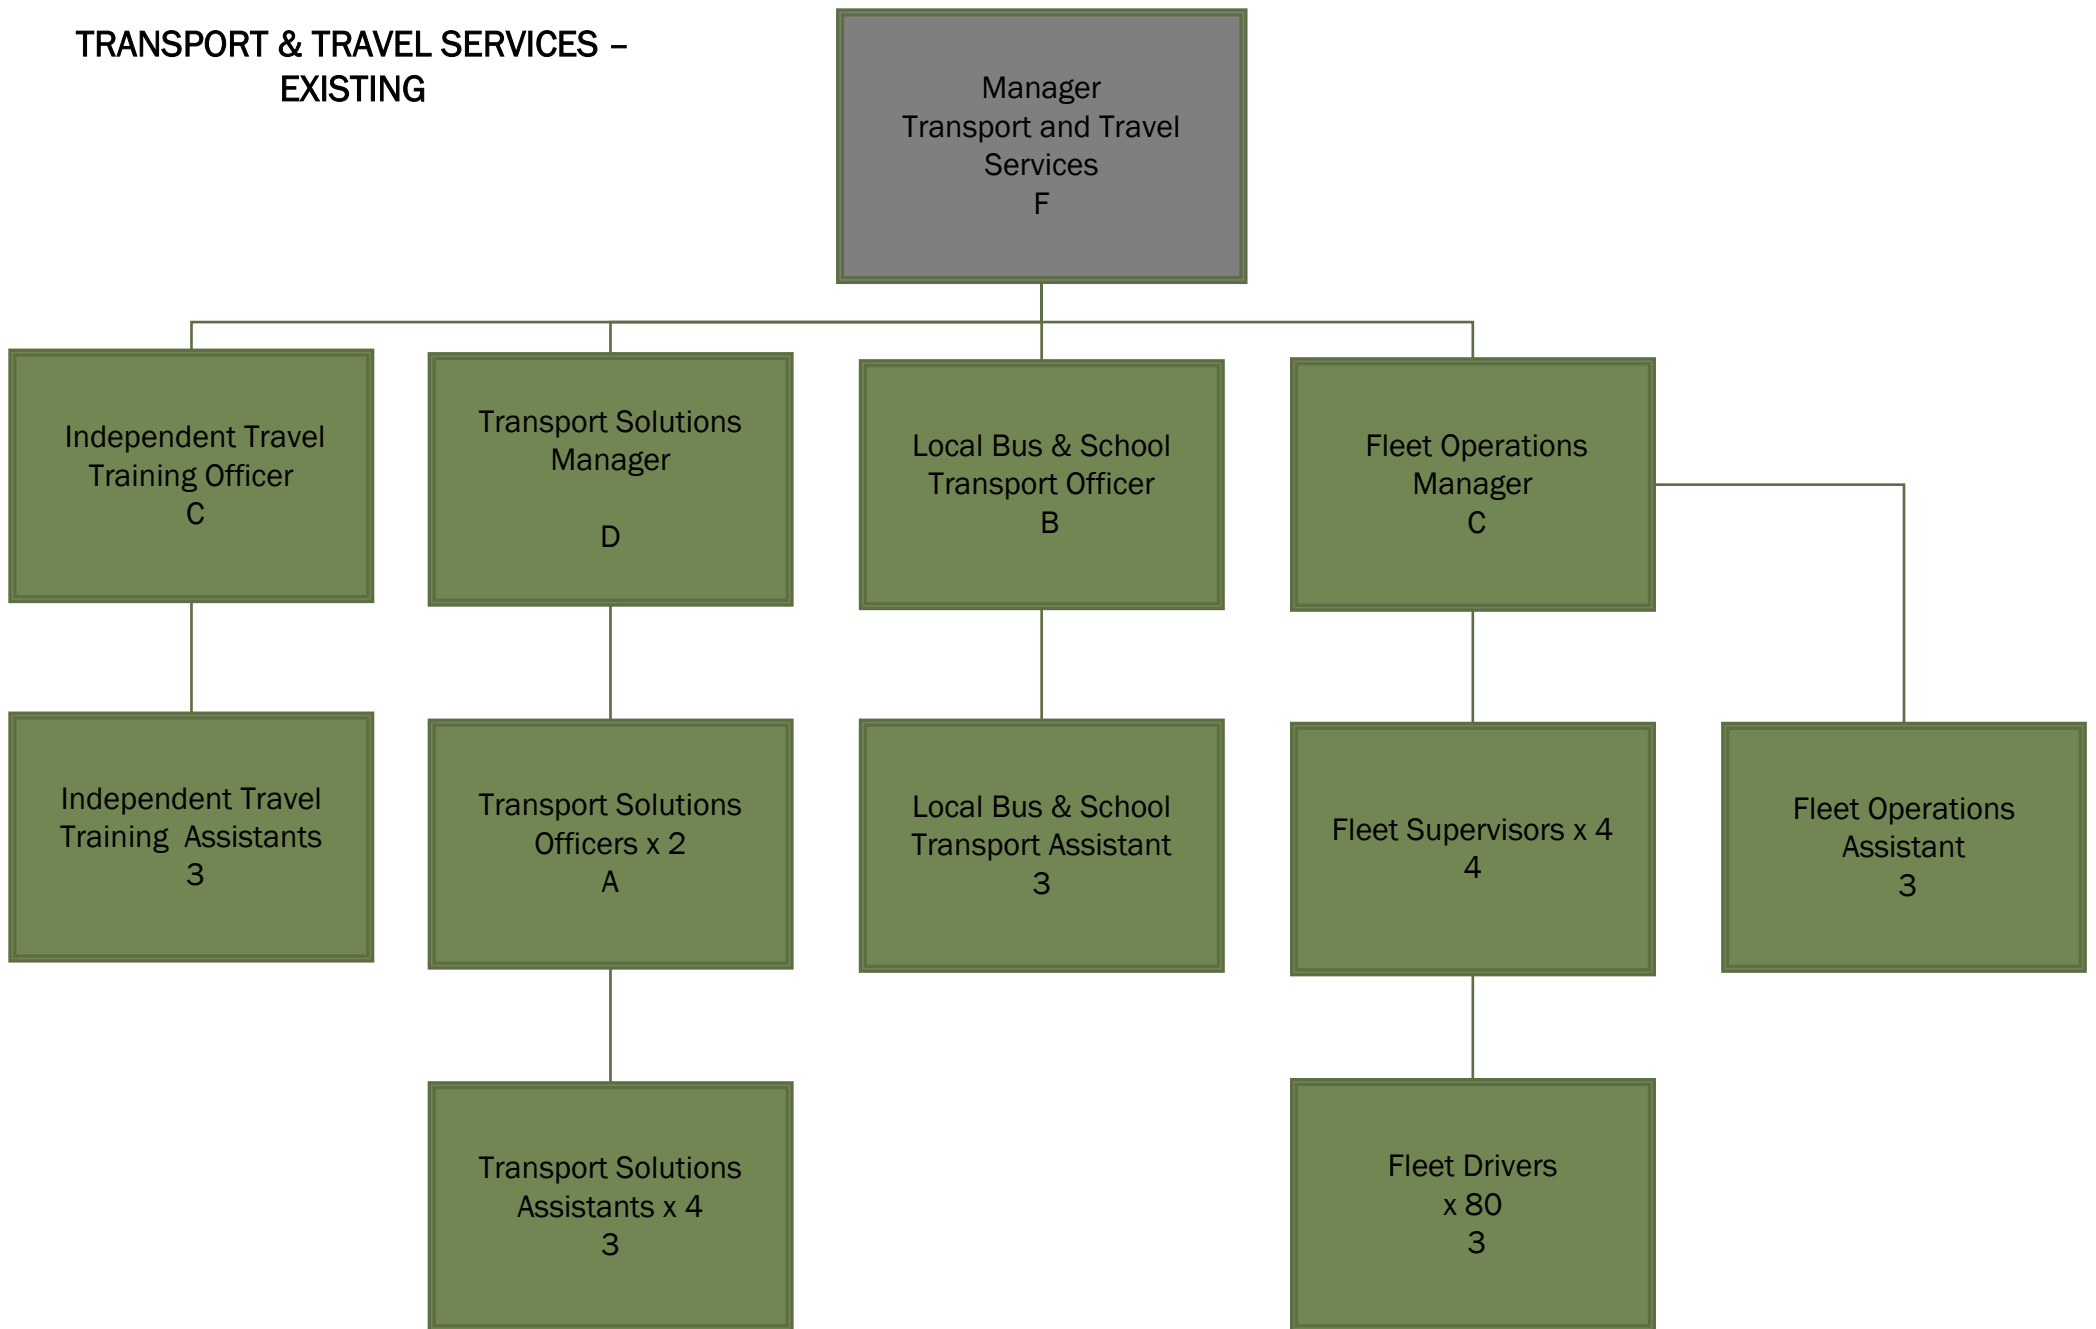 TRANSPORT & TRAVEL SERVICES –
EXISTING
Manager
Transport and Travel
Services
F
Independent Travel
Training Officer
C
Transport Solutions
Manager
D
Local Bus & School
Transport Officer
B
Fleet Operations
Manager
C
Independent Travel
Training  Assistants
3
Transport Solutions
Officers x 2
A
Local Bus & School
Transport Assistant
3
Fleet Supervisors x 4
4
Fleet Operations
Assistant
3
Transport Solutions
Assistants x 4
3
Fleet Drivers
x 80
3